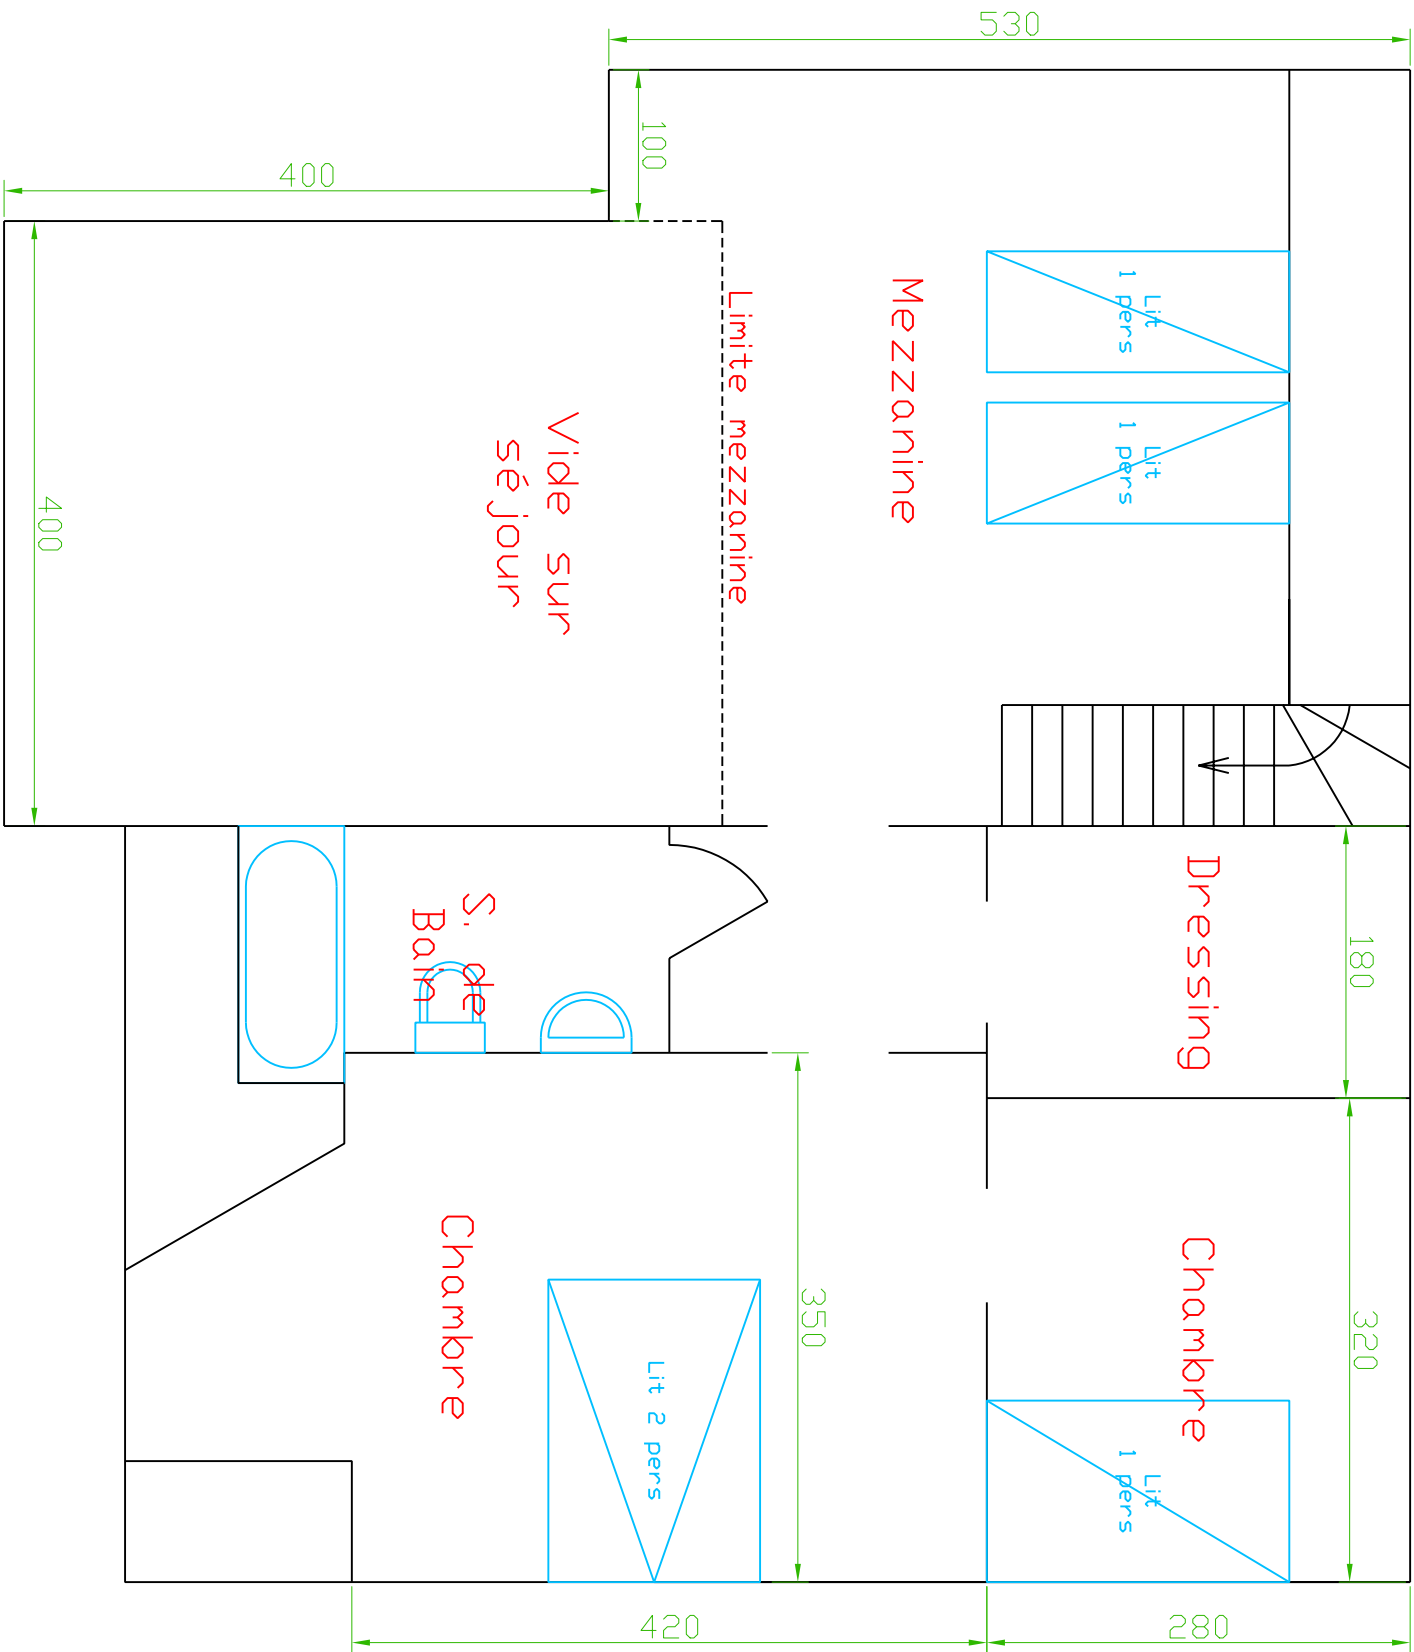 530
100
400
400
Mezzanine
Limite mezzanine
Vide sur
séjour
Lit
1 pers
Lit
1 pers
Dressing
180
S. de
Bain
Chambre
350
Lit 2 pers
Chambre
320
Lit
1 pers
420
280